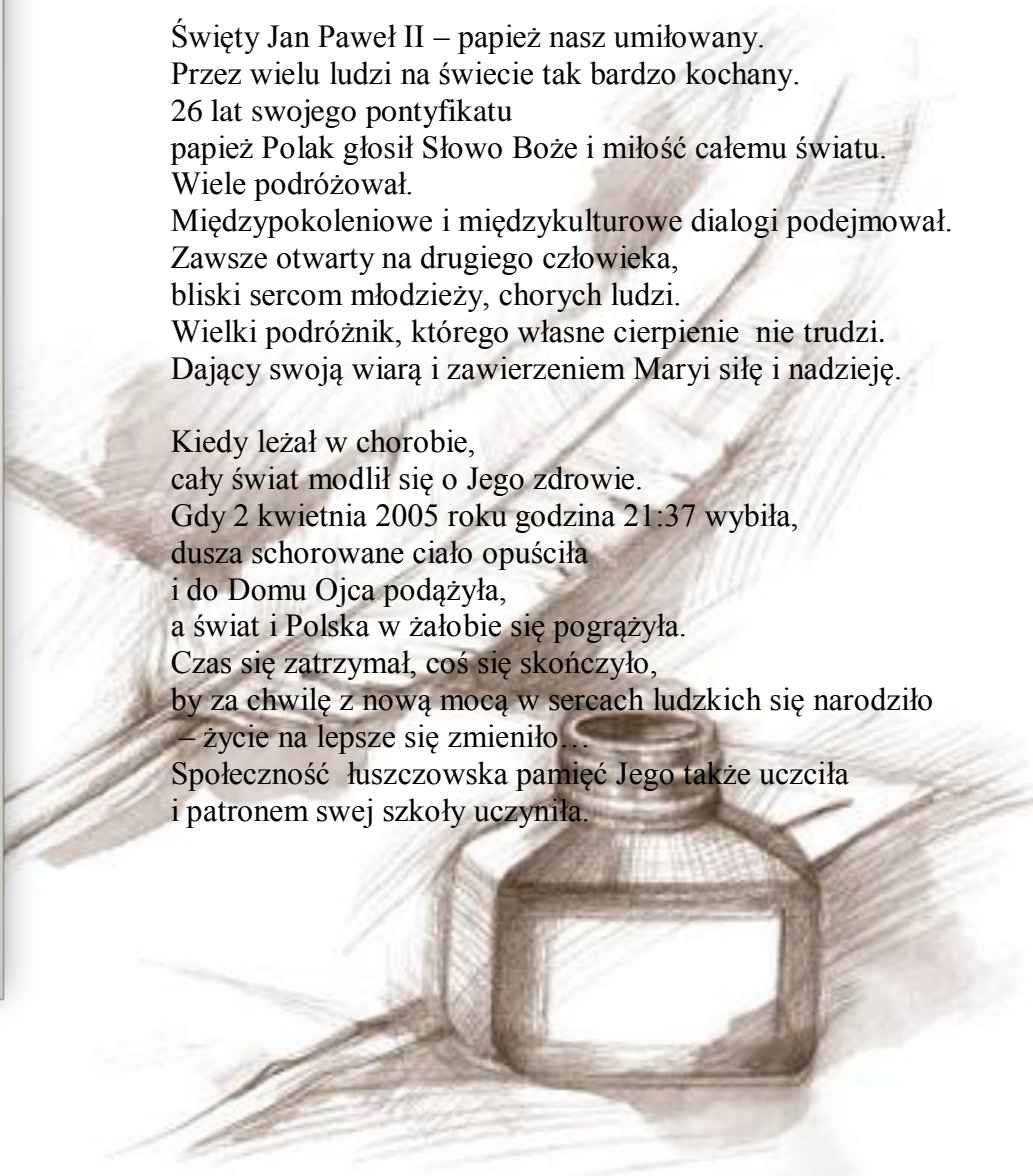 Święty Jan Paweł II – papież nasz umiłowany.
Przez wielu ludzi na świecie tak bardzo kochany.
26 lat swojego pontyfikatu
papież Polak głosił Słowo Boże i miłość całemu światu.
Wiele podróżował.
Międzypokoleniowe i międzykulturowe dialogi podejmował.
Zawsze otwarty na drugiego człowieka,
bliski sercom młodzieży, chorych ludzi.
Wielki podróżnik, którego własne cierpienie  nie trudzi.
Dający swoją wiarą i zawierzeniem Maryi siłę i nadzieję.

Kiedy leżał w chorobie,
cały świat modlił się o Jego zdrowie.
Gdy 2 kwietnia 2005 roku godzina 21:37 wybiła,
dusza schorowane ciało opuściła
i do Domu Ojca podążyła,
a świat i Polska w żałobie się pogrążyła.
Czas się zatrzymał, coś się skończyło,
by za chwilę z nową mocą w sercach ludzkich się narodziło
– życie na lepsze się zmieniło…
Społeczność  łuszczowska pamięć Jego także uczciła
i patronem swej szkoły uczyniła.